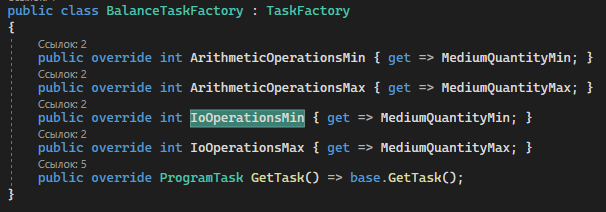 public class BalanceTaskFactory : TaskFactory
{
Ссылок: 2
public override int ArithmeticOperationsMin { get => MediumQuantityMin; }
Ссылок: 2
public override int ArithmeticOperationsMax { get => MediumQuantityMax; }
Ссылок: 2
public override int IoOperationsMin { get => MediumQuantityMin; }
Ссылок: 2
public override int IoOperationsMax { get => MediumQuantityMax; }
Ссылок: 5
public override ProgramTask GetTask() => base.GetTask();
}